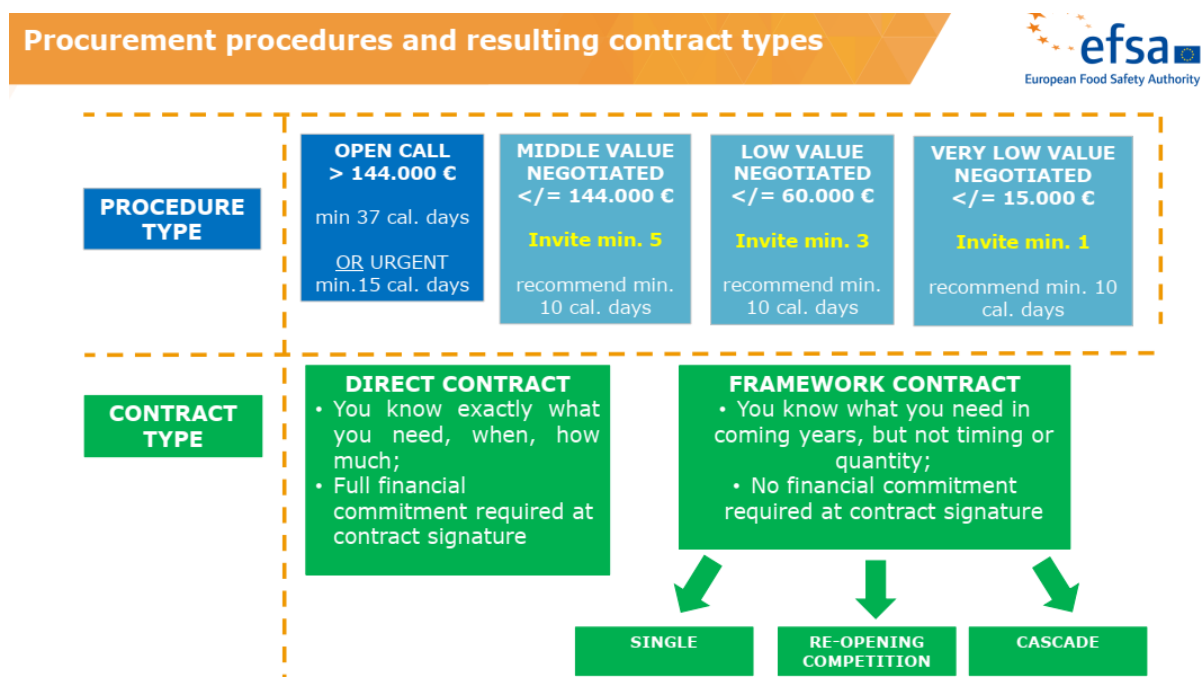 Procurement procedures and resulting contract types
efsa
European Food Safety Authority
PROCEDURE
TYPE
OPEN CALL
> 144.000 €
min 37 cal. days
OR URGENT
min.15 cal. days
MIDDLE VALUE
NEGOTIATED
</= 144.000 €
Invite min. 5
recommend min.
10 cal. days
LOW VALUE
NEGOTIATED
</= 60.000 €
Invite min. 3
recommend min.
10 cal. days
VERY LOW VALUE
NEGOTIATED
</= 15.000 €
Invite min. 1
recommend min. 10
cal. days
CONTRACT
TYPE
DIRECT CONTRACT
• You know exactly what
you need, when, how
much;
• Full financial
commitment required at
contract signature
FRAMEWORK CONTRACT
• You know what you need in
coming years, but not timing or
quantity;
• No financial commitment
required at contract signature
SINGLE
RE-OPENING
COMPETITION
CASCADE